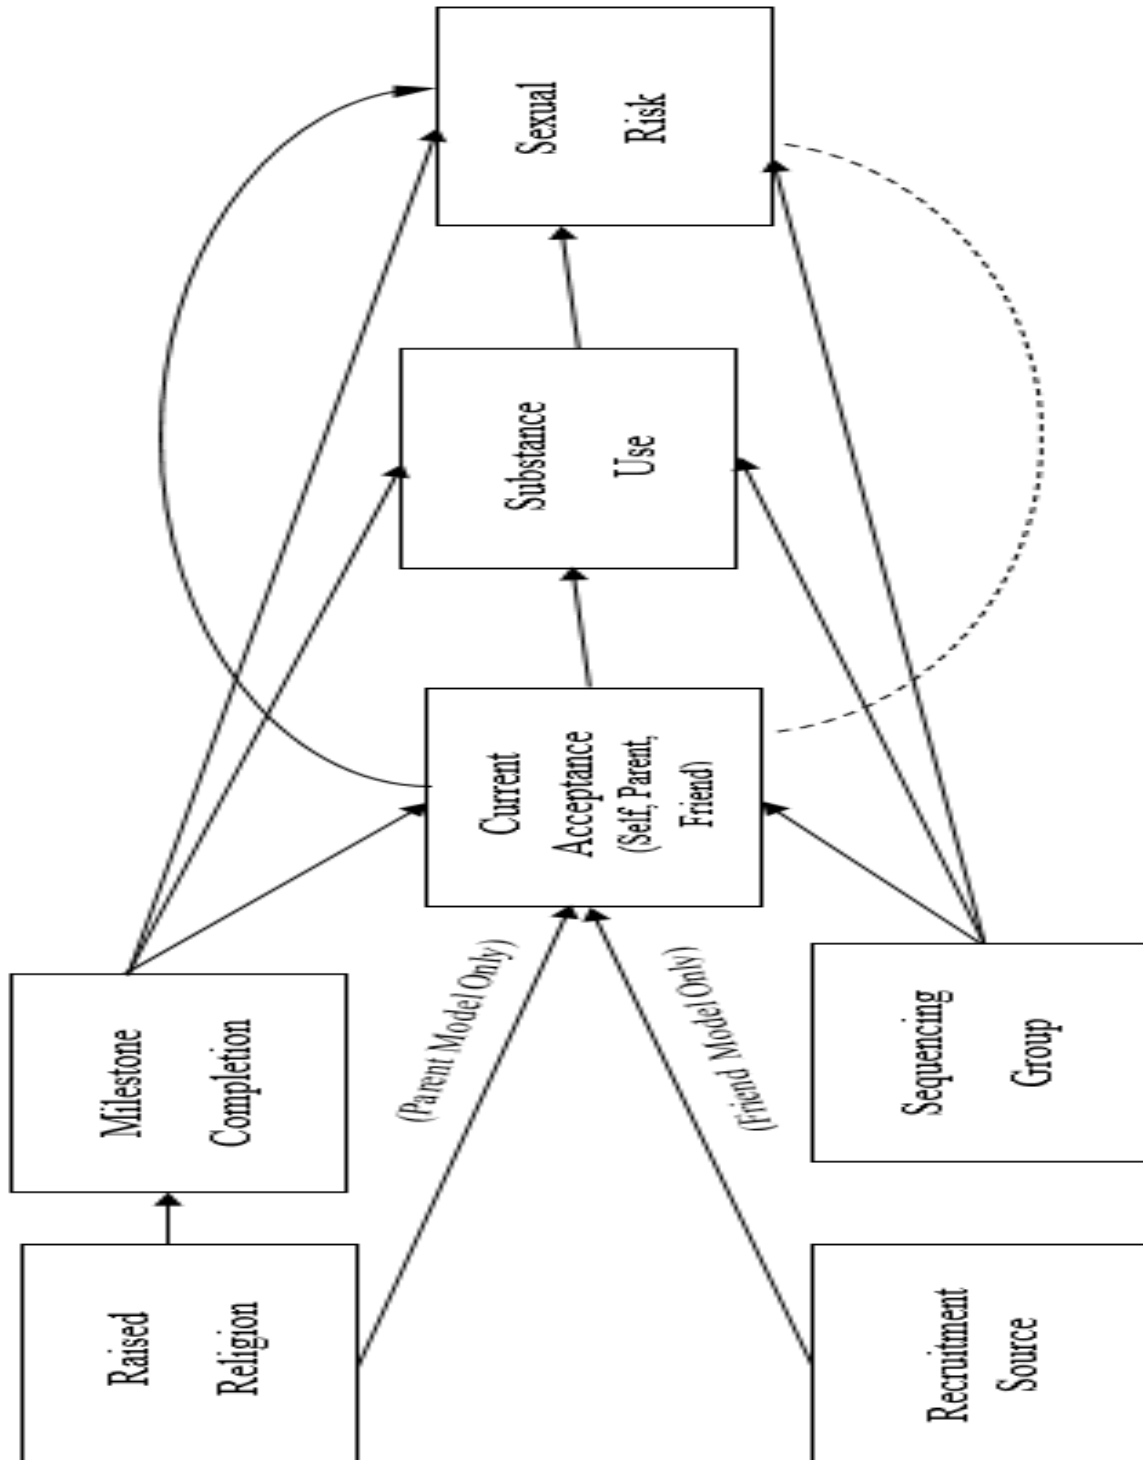 Raised
Religion
Milestone
Completion
(Parent Model Only)
(Friend Model Only)
Recruitment
Source
Sequencing
Group
Current
Acceptance
(Self, Parent,
Friend)
Substance
Use
Sexual
Risk